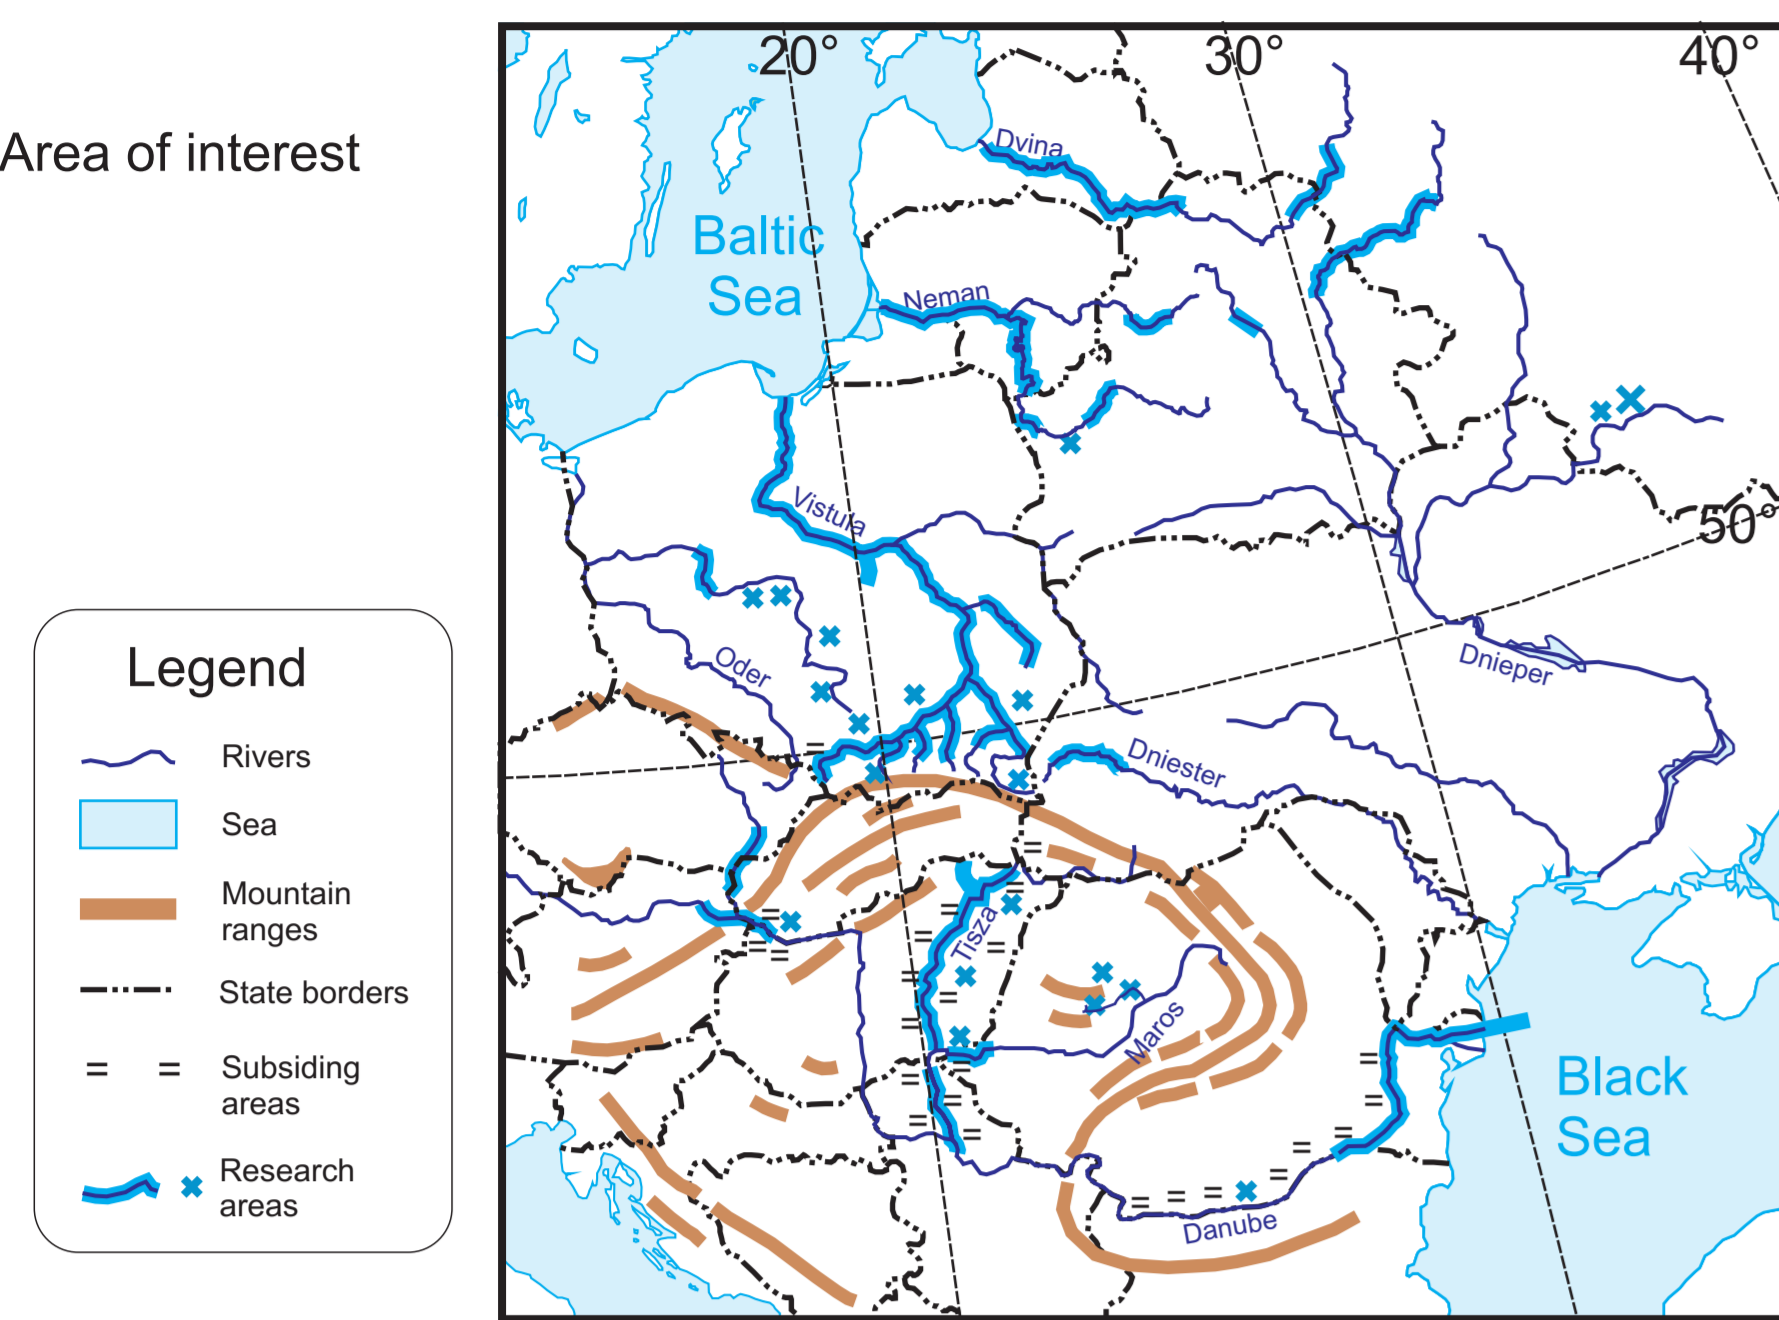 20°
30°
40°
Area of interest
Dvina
Baltic
Sea
Neman
Vistula
50°
Oder
Dnieper
Legend
Rivers
Sea
Mountain
ranges
State borders
Subsiding
areas
Research
areas
Dniester
Tisza
Maros
Black
Sea
Danube